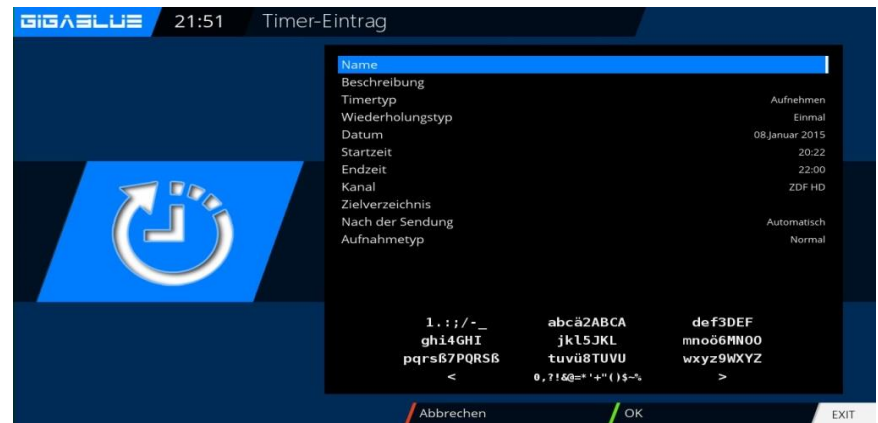 GIGABLUE 21:51 Timer-Eintrag
Name
Beschreibung
Timertyp Aufnehmen
Wiederholungstyp Einmal
Datum 08.Januar 2015
Startzeit 20:22
Endzeit 22:00
Kanal ZDF HD
Zielverzeichnis
Nach der Sendung Automatisch
Aufnahmetyp Normal
1.:;/-_ abcä2ABCA def3DEF
ghi4GHI jkl5JKL mnoö6MNOO
pqrsß7PQRSß tuvü8TUVU wxyz9WXYZ
< 0,?!&@=*'+"()$~% >
Abbrechen OK EXIT